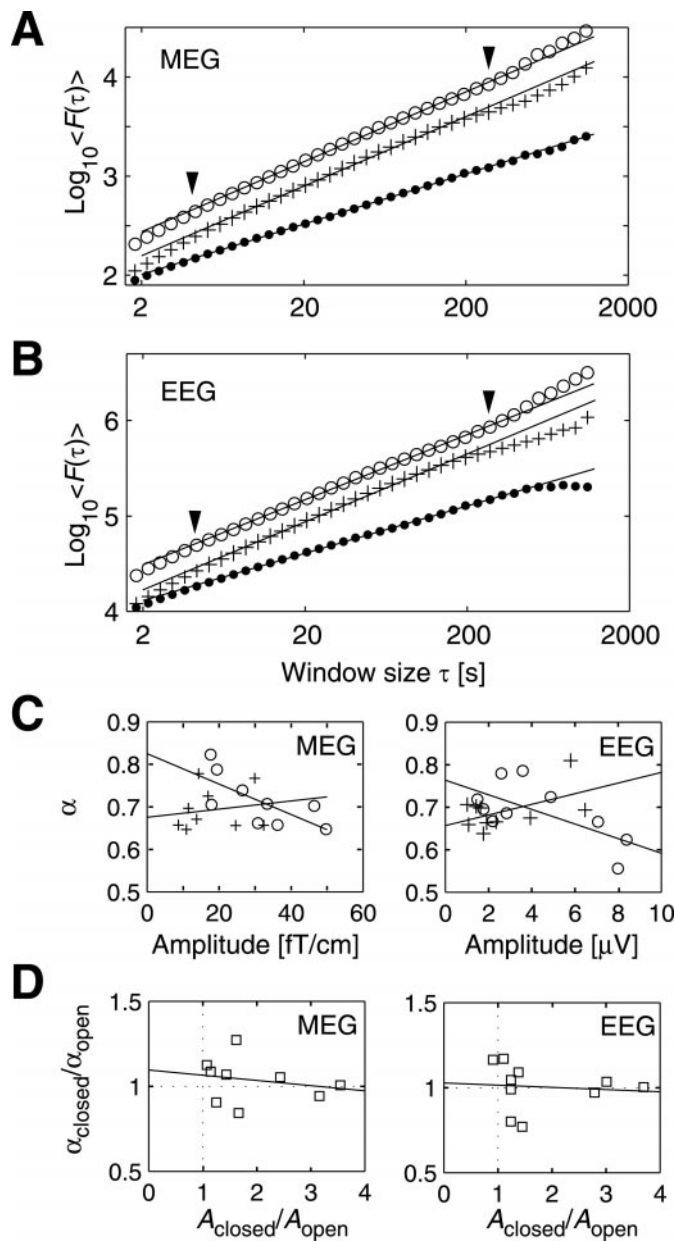 A
MEG
Log10<F(τ)>
4
3
2
2 20 200 2000
B
EEG
Log10<F(τ)>
6
5
4
2 20 200 2000
Window size τ [s]
C
MEG
α
0.9
0.8
0.7
0.6
0.5
0 20 40 60
Amplitude [fT/cm]
EEG
0.9
0.8
0.7
0.6
0.5
0 2 4 6 8 10
Amplitude [μV]
D
MEG
αclosed/αopen
1.5
1
0.5
0 1 2 3 4
Aclosed/Aopen
EEG
1.5
1
0.5
0 1 2 3 4
Aclosed/Aopen